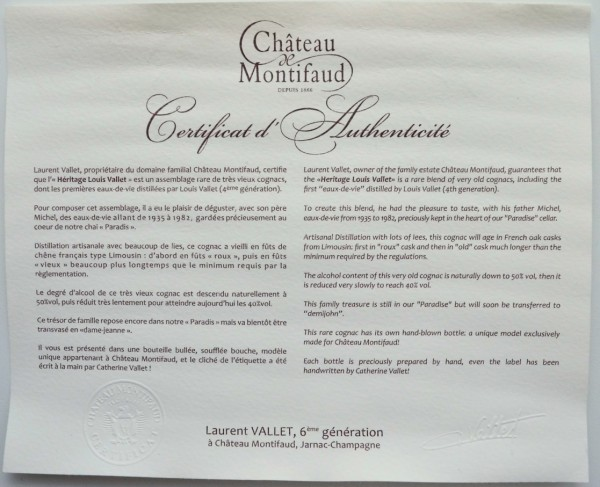 Château
de
Montifaud
DEPUIS 1866
Certificat d'Authenticité
Laurent Vallet, propriétaire du domaine familial Château Montifaud, certifie
que l'« Héritage Louis Vallet » est un assemblage rare de très vieux cognacs,
dont les premières eaux-de-vie distillées par Louis Vallet (4ème génération).
Pour composer cet assemblage, il a eu le plaisir de déguster, avec son père
Michel, des eaux-de-vie allant de 1935 à 1982, gardées précieusement au
coeur de notre chai « Paradis ».
Distillation artisanale avec beaucoup de lies, ce cognac a vieilli en fûts de
chêne français type Limousin : d'abord en fûts « roux », puis en fûts
« vieux » beaucoup plus longtemps que le minimum requis par la
règlementation.
Le degré d'alcool de ce très vieux cognac est descendu naturellement à
50%vol, puis réduit très lentement pour atteindre aujourd'hui les 40%vol.
Ce trésor de famille repose encore dans notre « Paradis » mais va bientôt être
transvasé en «dame-jeanne ».
Il vous est présenté dans une bouteille bullée, soufflée bouche, modèle
unique appartenant à Château Montifaud, et le cliché de l'étiquette a été
écrit à la main par Catherine Vallet !
Laurent Vallet, owner of the family estate Château Montifaud, guarantees that
the «Heritage Louis Vallet» is a rare blend of very old cognacs, including the
first "eaux-de-vie" distilled by Louis Vallet (4th generation).
To create this blend, he had the pleasure to taste, with his father Michel,
eaux-de-vie from 1935 to 1982, preciously kept in the heart of our "Paradise" cellar.
Artisanal Distillation with lots of lees, this cognac will age in French oak casks
from Limousin: first in "roux" cask and then in "old" cask much longer than the
minimum required by the regulations.
The alcohol content of this very old cognac is naturally down to 50% vol, then it
is reduced very slowly to reach 40% vol.
This family treasure is still in our "Paradise" but will soon be transferred to
"demijohn".
This rare cognac has its own hand-blown bottle: a unique model exclusively
made for Château Montifaud!
Each bottle is preciously prepared by hand, even the label has been
handwritten by Catherine Vallet!
Laurent VALLET, 6ème génération
à Château Montifaud, Jarnac-Champagne